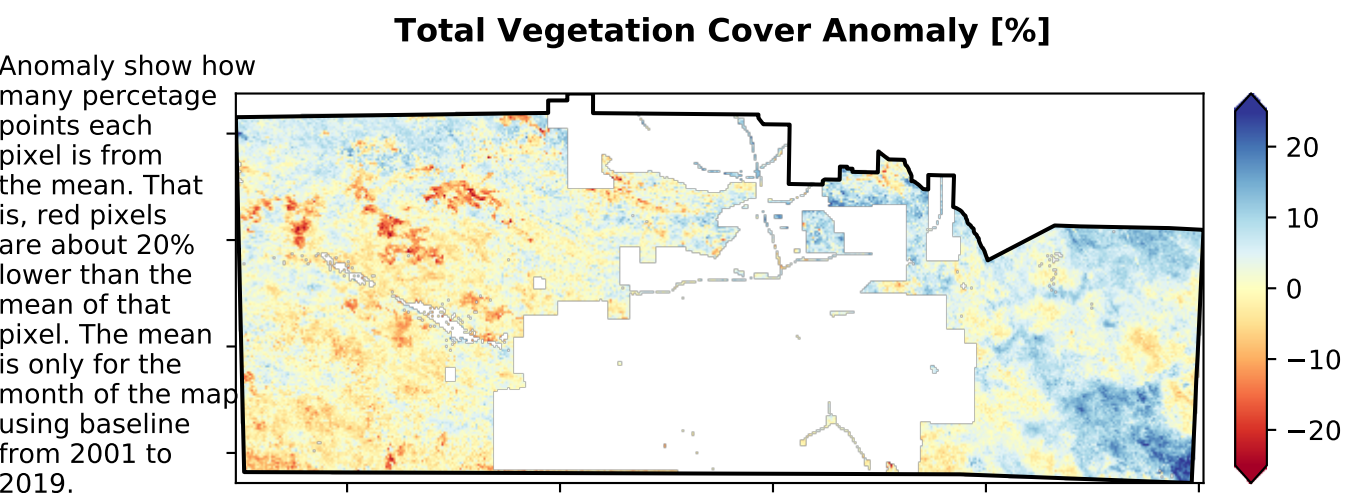 Total Vegetation Cover Anomaly [%]
Anomaly show how
many percetage
points each
pixel is from
the mean. That
is, red pixels
are about 20%
lower than the
mean of that
pixel. The mean
is only for the
month of the map
using baseline
from 2001 to
2019.
20
10
0
−10
−20